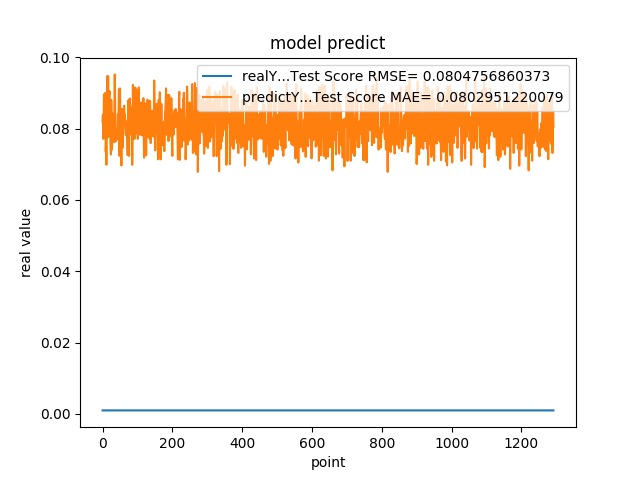 model predict
realY...Test Score RMSE= 0.0804756860373
predictY...Test Score MAE= 0.0802951220079
0.10
0.08
0.06
0.04
0.02
0.00
real value
0 200 400 600 800 1000 1200
point